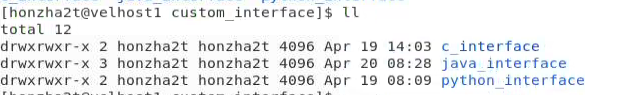 [honzha2t@velhost1 custom_interface]$ ll
total 12
drwxrwxr-x 2 honzha2t honzha2t 4096 Apr 19 14:03 c_interface
drwxrwxr-x 3 honzha2t honzha2t 4096 Apr 20 08:28 java_interface
drwxrwxr-x 2 honzha2t honzha2t 4096 Apr 19 08:09 python_interface